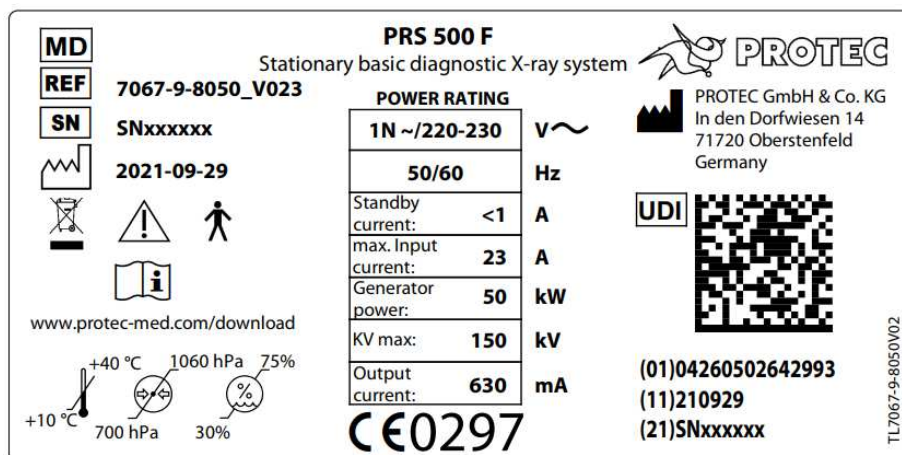 MD
REF 7067-9-8050_V023
SN SNxxxxxx
2021-09-29
www.protec-med.com/download
+40 °C
+10 °C
1060 hPa
700 hPa
75%
%
30%
PRS 500 F
Stationary basic diagnostic X-ray system
POWER RATING
1N ~/220-230 V~
50/60 Hz
Standby
current: <1 A
max. Input
current: 23 A
Generator
power: 50 kW
KV max: 150 kV
Output
current: 630 mA
CE0297
PROTEC
PROTEC GmbH & Co. KG
In den Dorfwiesen 14
71720 Oberstenfeld
Germany
UDI
(01)04260502642993
(11)210929
(21)SNxxxxxx
TL7067-9-8050V02